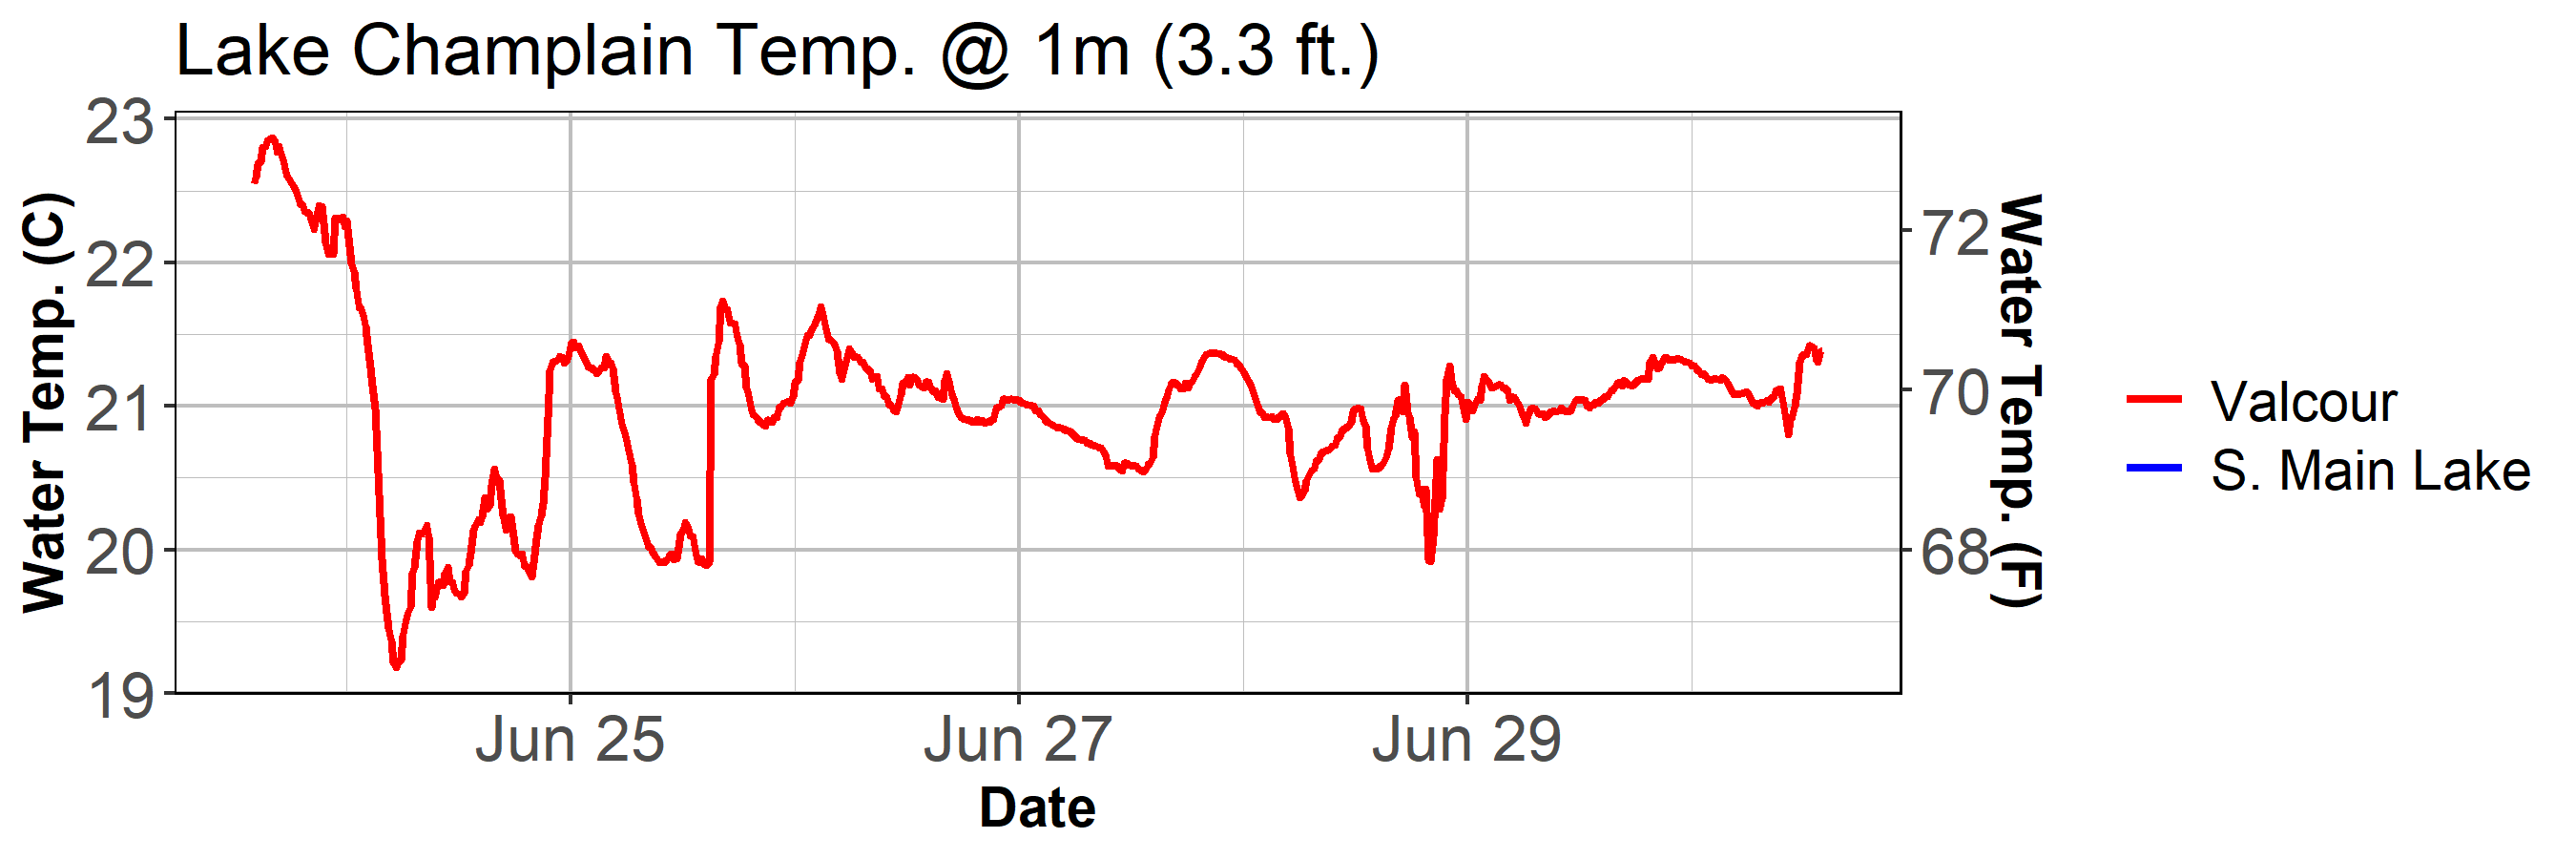 Lake Champlain Temp. @ 1m (3.3 ft.)
Water Temp. (C)
23
22
21
20
19
72
70
68
Water Temp. (F)
Jun 25
Jun 27
Jun 29
Date
Valcour
S. Main Lake